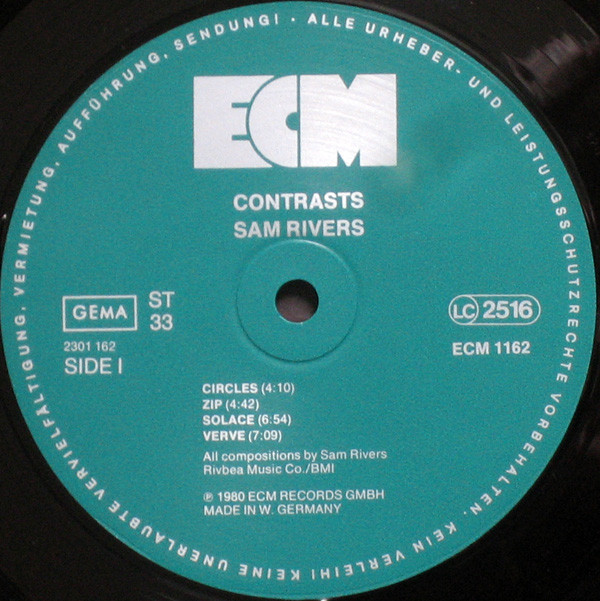 ALLE URHEBER- UND LEISTUNGSSCHUTZRECHTE VORBEHALTEN. KEIN VERLEIH! KEINE UNERLAUBTE VERVIELFÄLTIGUNG, VERMIETUNG, AUFFÜHRUNG, SENDUNG! ·
ECM
CONTRASTS
SAM RIVERS
GEMA
ST
33
LC 2516
2301 162
SIDE I
ECM 1162
CIRCLES (4:10)
ZIP (4:42)
SOLACE (6:54)
VERVE (7:09)
All compositions by Sam Rivers
Rivbea Music Co./BMI
℗ 1980 ECM RECORDS GMBH
MADE IN W. GERMANY